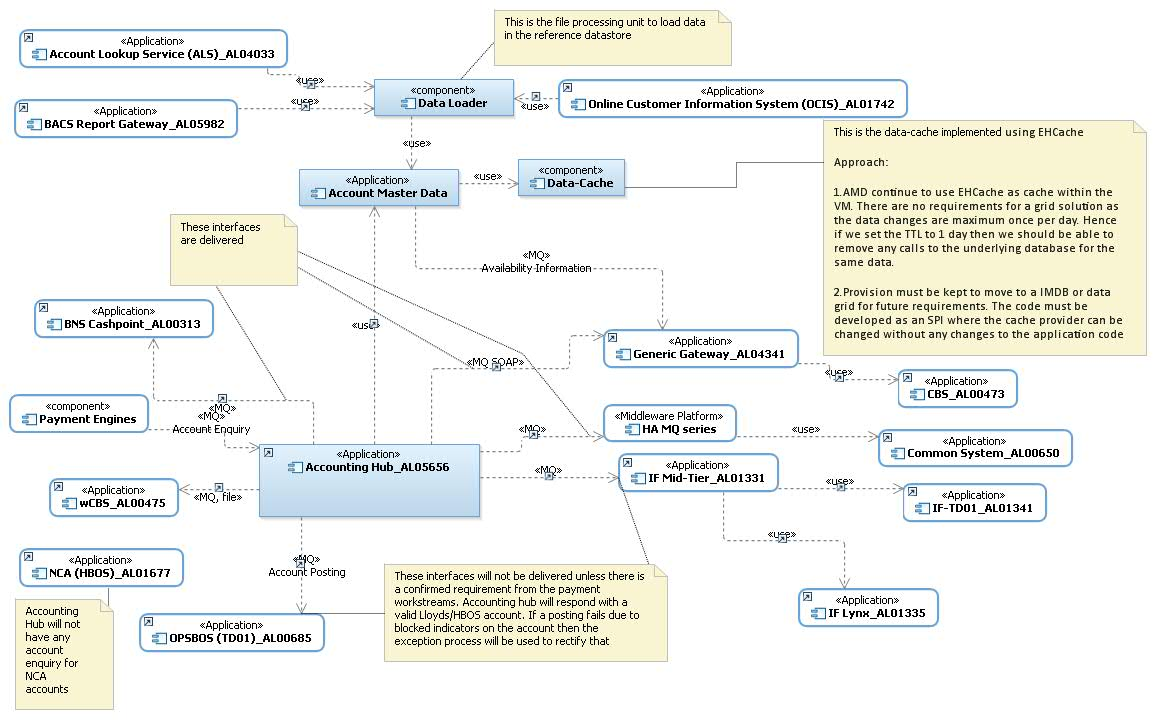 This is the file processing unit to load data
in the reference datastore
«Application»
Account Lookup Service (ALS)_AL04033
«use»
«component»
Data Loader
«Application»
Online Customer Information System (OCIS)_AL01742
«use»
«use»
«Application»
BACS Report Gateway_AL05982
«use»
This is the data-cache implemented using EHCache
Approach:
1.AMD continue to use EHCache as cache within the
VM. There are no requirements for a grid solution as
the data changes are maximum once per day. Hence
if we set the TTL to 1 day then we should be able to
remove any calls to the underlying database for the
same data.
2.Provision must be kept to move to a IMDB or data
grid for future requirements. The code must be
developed as an SPI where the cache provider can be
changed without any changes to the application code
«Application»
Account Master Data
«use»
«component»
Data-Cache
These interfaces
are delivered
«MQ»
Availability Information
«Application»
BNS Cashpoint_AL00313
«use»
«Application»
Generic Gateway_AL04341
«MQ SOAP»
«use»
«Application»
CBS_AL00473
«component»
Payment Engines
«MQ»
«MQ»
Account Enquiry
«Middleware Platform»
HA MQ series
«MQ»
«use»
«Application»
Common System_AL00650
«Application»
Accounting Hub_AL05656
«MQ»
«Application»
IF Mid-Tier_AL01331
«use»
«Application»
IF-TD01_AL01341
«Application»
wCBS_AL00475
«MQ, file»
«use»
«MQ»
Account Posting
«Application»
NCA (HBOS)_AL01677
Accounting
Hub will not
have any
account
enquiry for
NCA
accounts
«Application»
OPSBOS (TD01)_AL00685
These interfaces will not be delivered unless there is
a confirmed requirement from the payment
workstreams. Accounting hub will respond with a
valid Lloyds/HBOS account. If a posting fails due to
blocked indicators on the account then the
exception process will be used to rectify that
«Application»
IF Lynx_AL01335